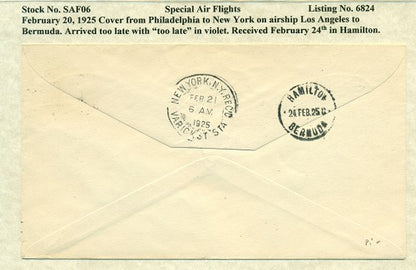 Stock No. SAF06 Special Air Flights Listing No. 6824
February 20, 1925 Cover from Philadelphia to New York on airship Los Angeles to
Bermuda. Arrived too late with “too late” in violet. Received February 24th in Hamilton.
NEW YORK, N.Y. REC'D
FEB 21
6 AM
1925
VARICK ST STA
HAMILTON
24 FEB 25
BERMUDA